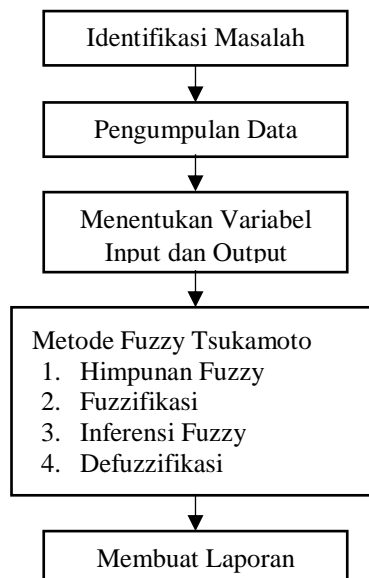 Identifikasi Masalah
Pengumpulan Data
Menentukan Variabel
Input dan Output
Metode Fuzzy Tsukamoto
1. Himpunan Fuzzy
2. Fuzzifikasi
3. Inferensi Fuzzy
4. Defuzzifikasi
Membuat Laporan